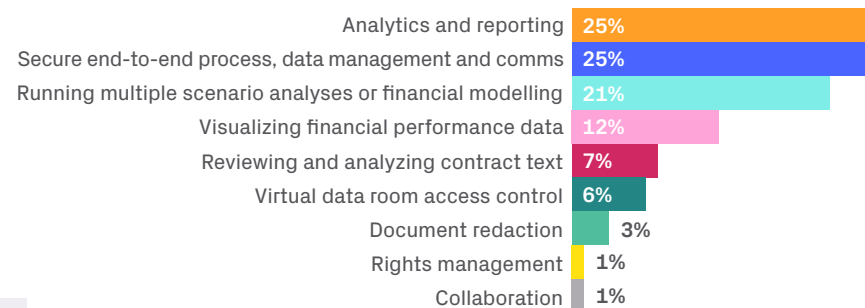 Analytics and reporting 25%
Secure end-to-end process, data management and comms 25%
Running multiple scenario analyses or financial modelling 21%
Visualizing financial performance data 12%
Reviewing and analyzing contract text 7%
Virtual data room access control 6%
Document redaction 3%
Rights management 1%
Collaboration 1%